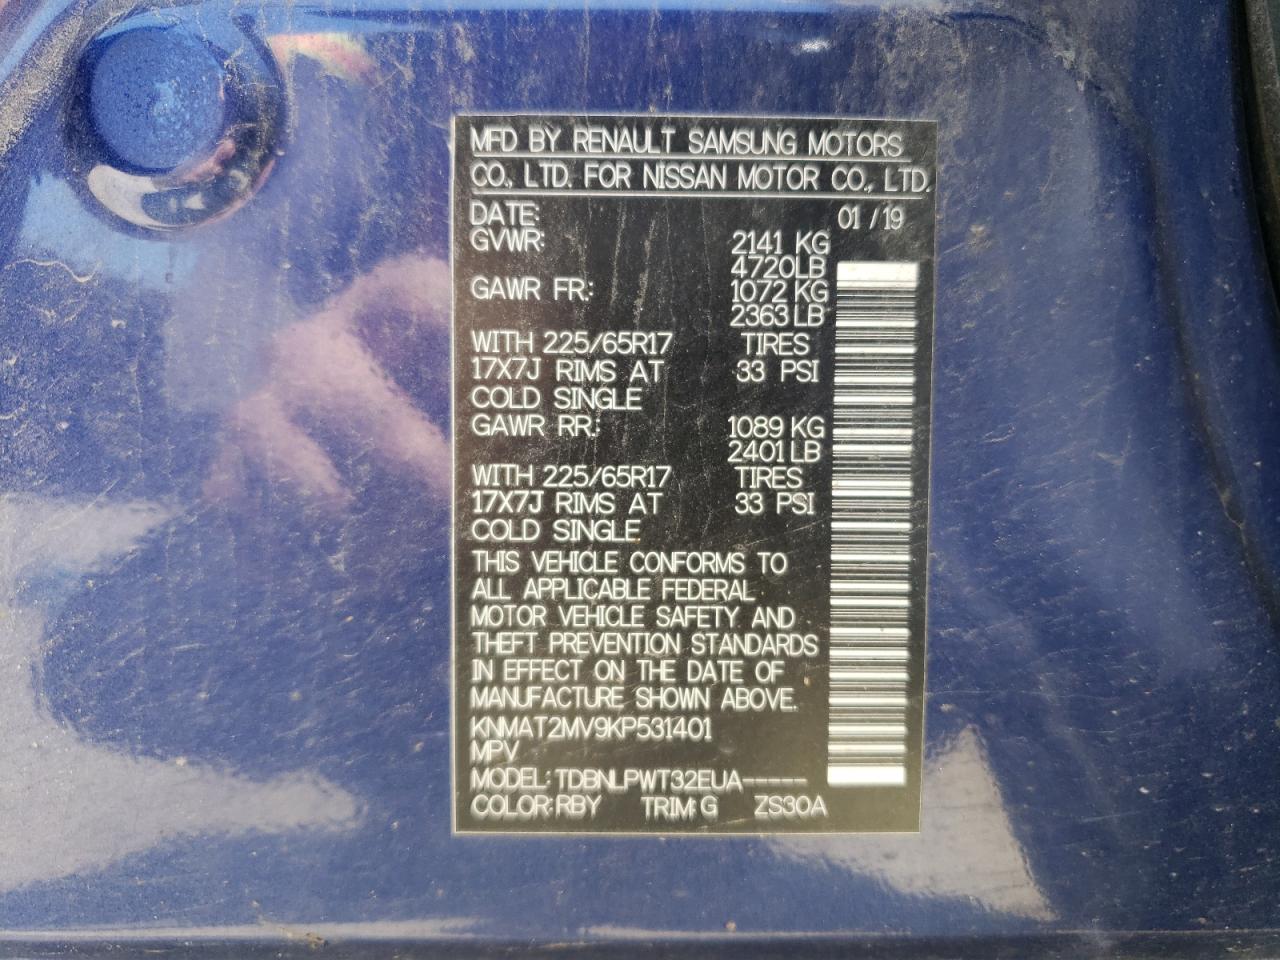 MFD BY RENAULT SAMSUNG MOTORS
CO., LTD. FOR NISSAN MOTOR CO., LTD.
DATE: 01 / 19
GVWR: 2141 KG
4720LB
GAWR FR.: 1072 KG
2363 LB
WITH 225/65R17 TIRES
17X7J RIMS AT 33 PSI
COLD SINGLE
GAWR RR.: 1089 KG
2401 LB
WITH 225/65R17 TIRES
17X7J RIMS AT 33 PSI
COLD SINGLE
THIS VEHICLE CONFORMS TO
ALL APPLICABLE FEDERAL
MOTOR VEHICLE SAFETY AND
THEFT PREVENTION STANDARDS
IN EFFECT ON THE DATE OF
MANUFACTURE SHOWN ABOVE.
KNMAT2MV9KP531401
MPV
MODEL: TDBNLPWT32EUA-----
COLOR: RBY TRIM: G ZS30A